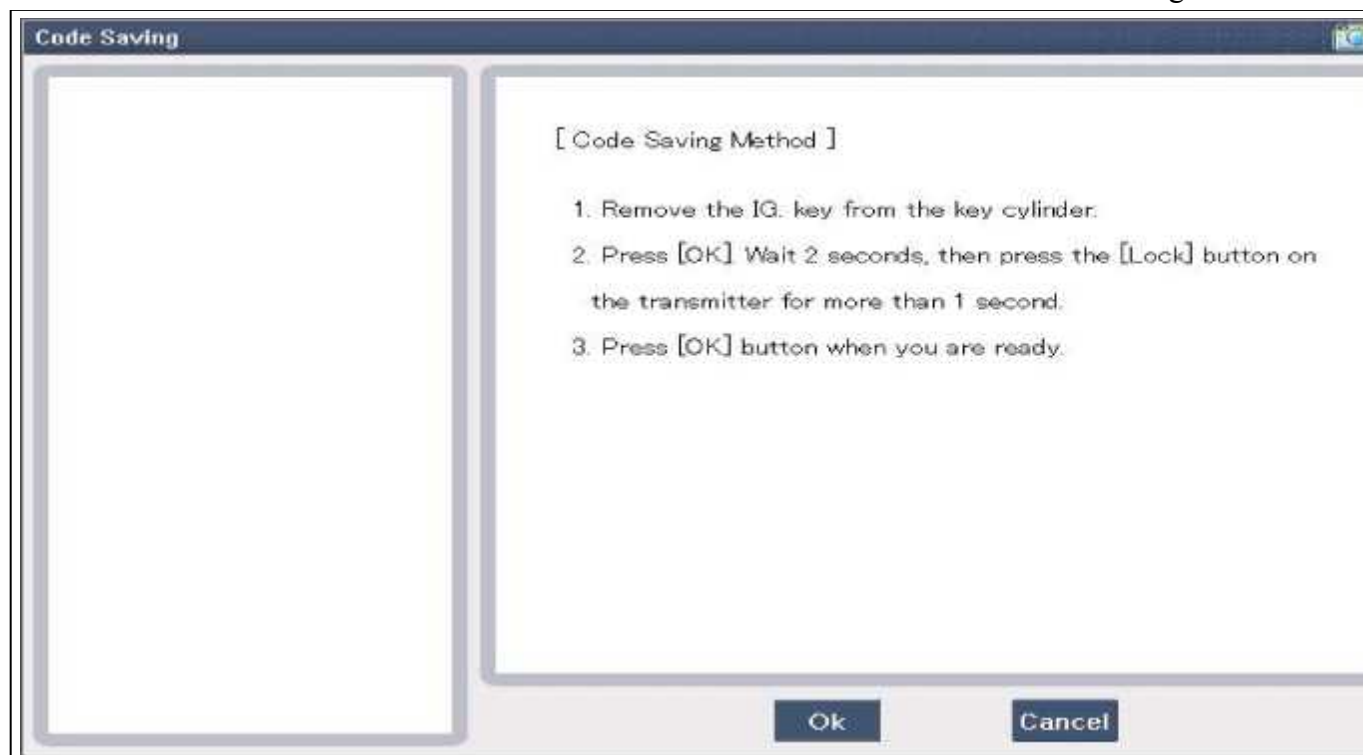 Code Saving
[ Code Saving Method ]
1. Remove the IG. key from the key cylinder.
2. Press [OK]. Wait 2 seconds, then press the [Lock] button on
the transmitter for more than 1 second.
3. Press [OK] button when you are ready.
Ok
Cancel